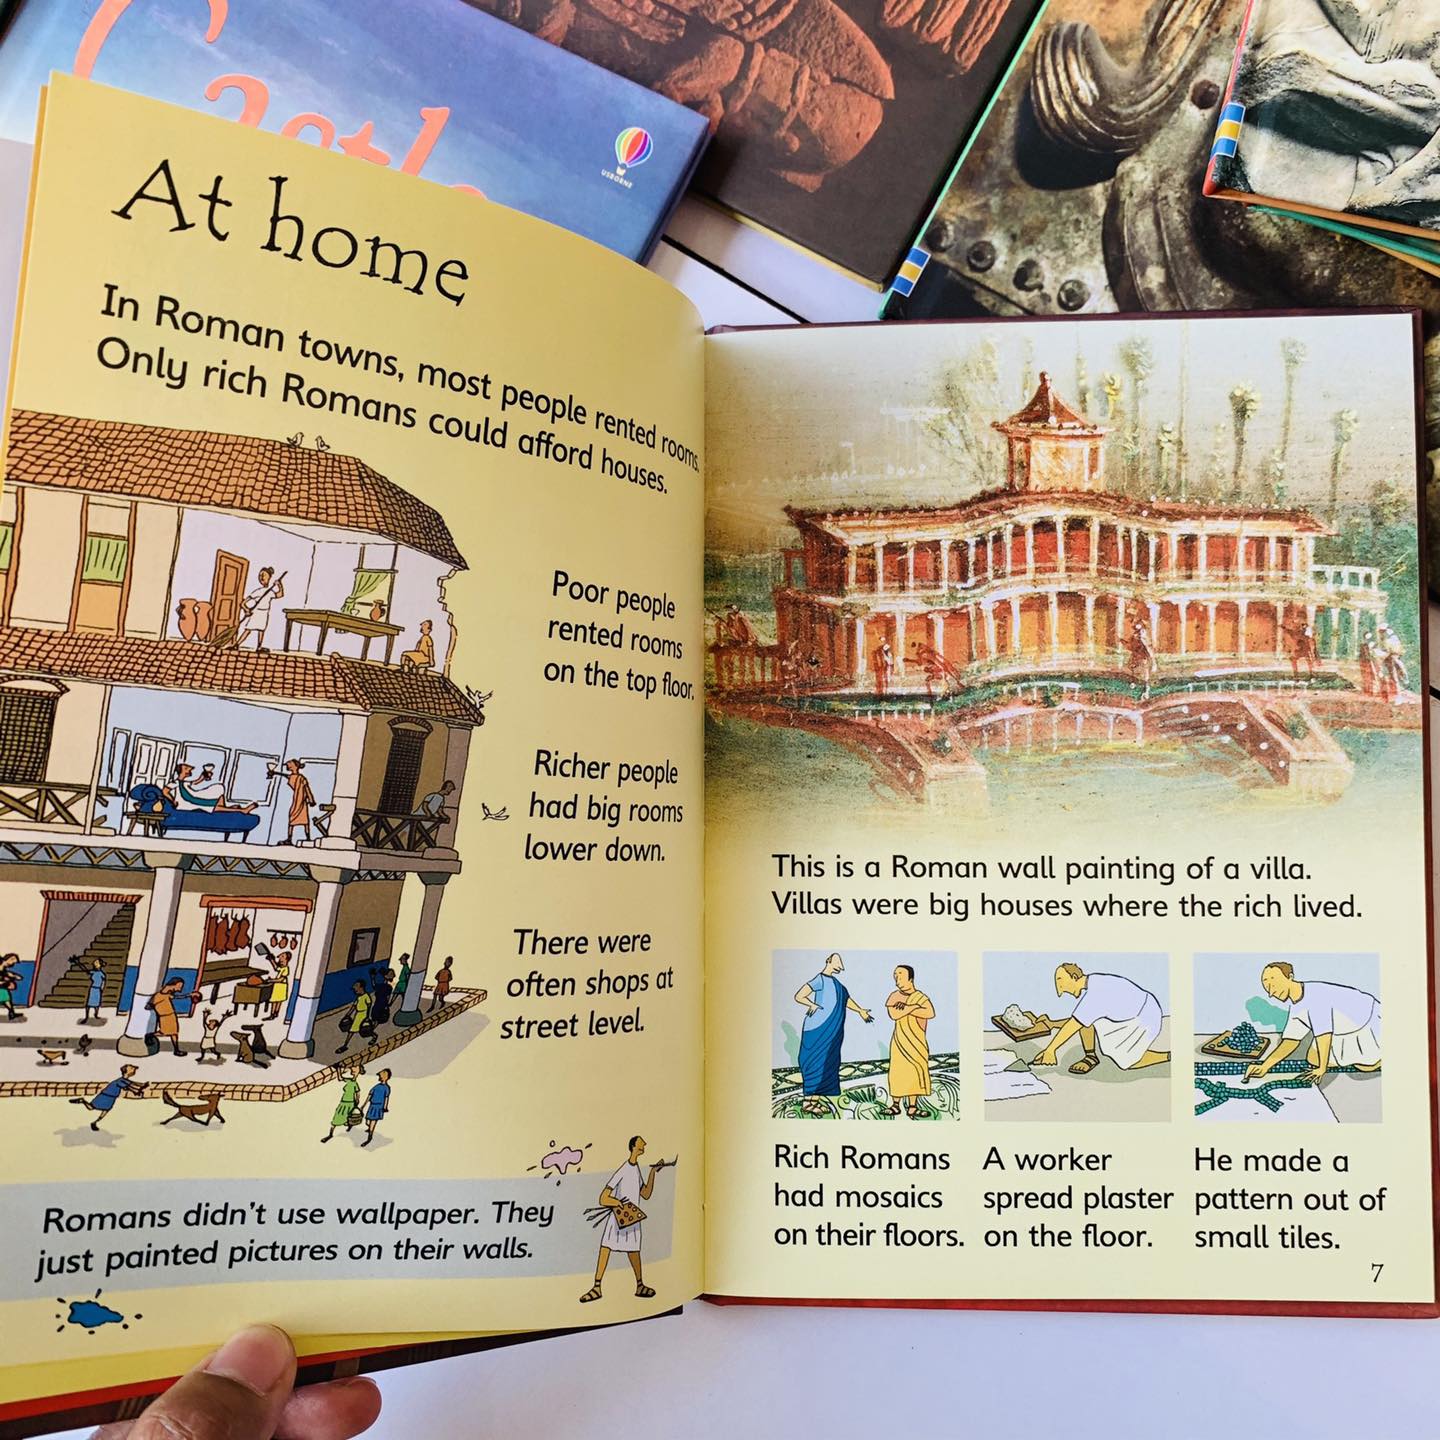 Castle
USBORNE
At home
In Roman towns, most people rented rooms.
Only rich Romans could afford houses.
Poor people
rented rooms
on the top floor.
Richer people
had big rooms
lower down.
There were
often shops at
street level.
Romans didn't use wallpaper. They
just painted pictures on their walls.
This is a Roman wall painting of a villa.
Villas were big houses where the rich lived.
Rich Romans
had mosaics
on their floors.
A worker
spread plaster
on the floor.
He made a
pattern out of
small tiles.
7